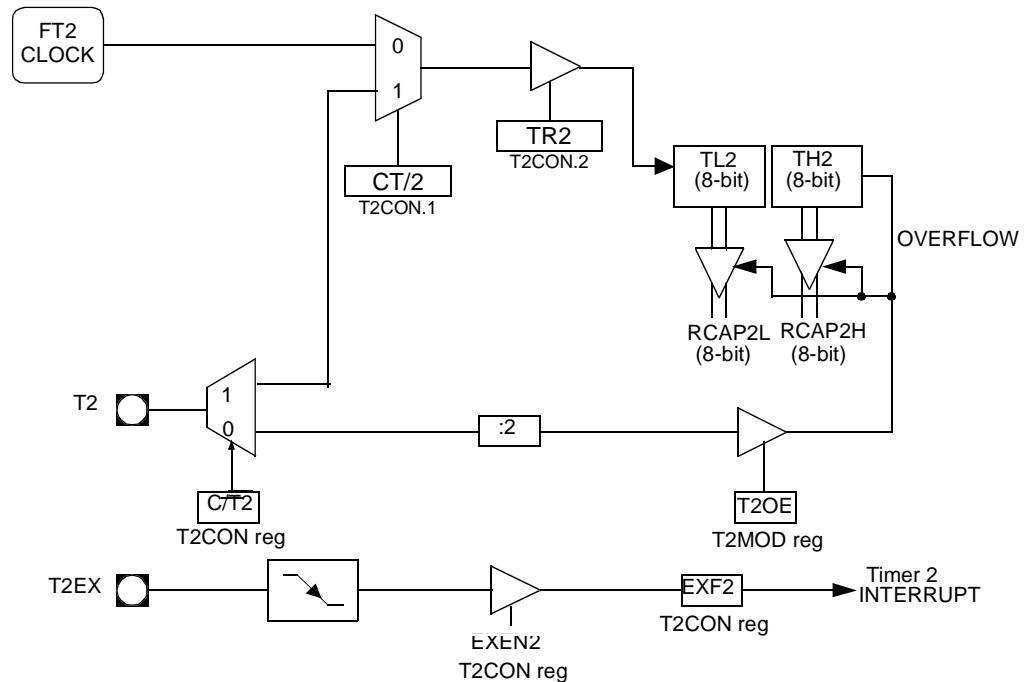 FT2
CLOCK
0
1
TR2
T2CON.2
CT/2
T2CON.1
TL2
(8-bit)
TH2
(8-bit)
OVERFLOW
RCAP2L
(8-bit)
RCAP2H
(8-bit)
T2
1
0
:2
C/T2
T2CON reg
T2OE
T2MOD reg
T2EX
EXEN2
T2CON reg
EXF2
T2CON reg
Timer 2
INTERRUPT